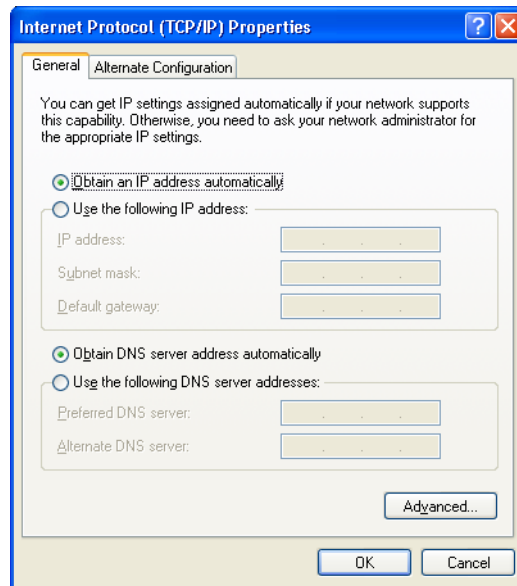 Internet Protocol (TCP/IP) Properties
General
Alternate Configuration
You can get IP settings assigned automatically if your network supports
this capability. Otherwise, you need to ask your network administrator for
the appropriate IP settings.
Obtain an IP address automatically
Use the following IP address:
IP address:
Subnet mask:
Default gateway:
Obtain DNS server address automatically
Use the following DNS server addresses:
Preferred DNS server:
Alternate DNS server:
Advanced...
OK
Cancel